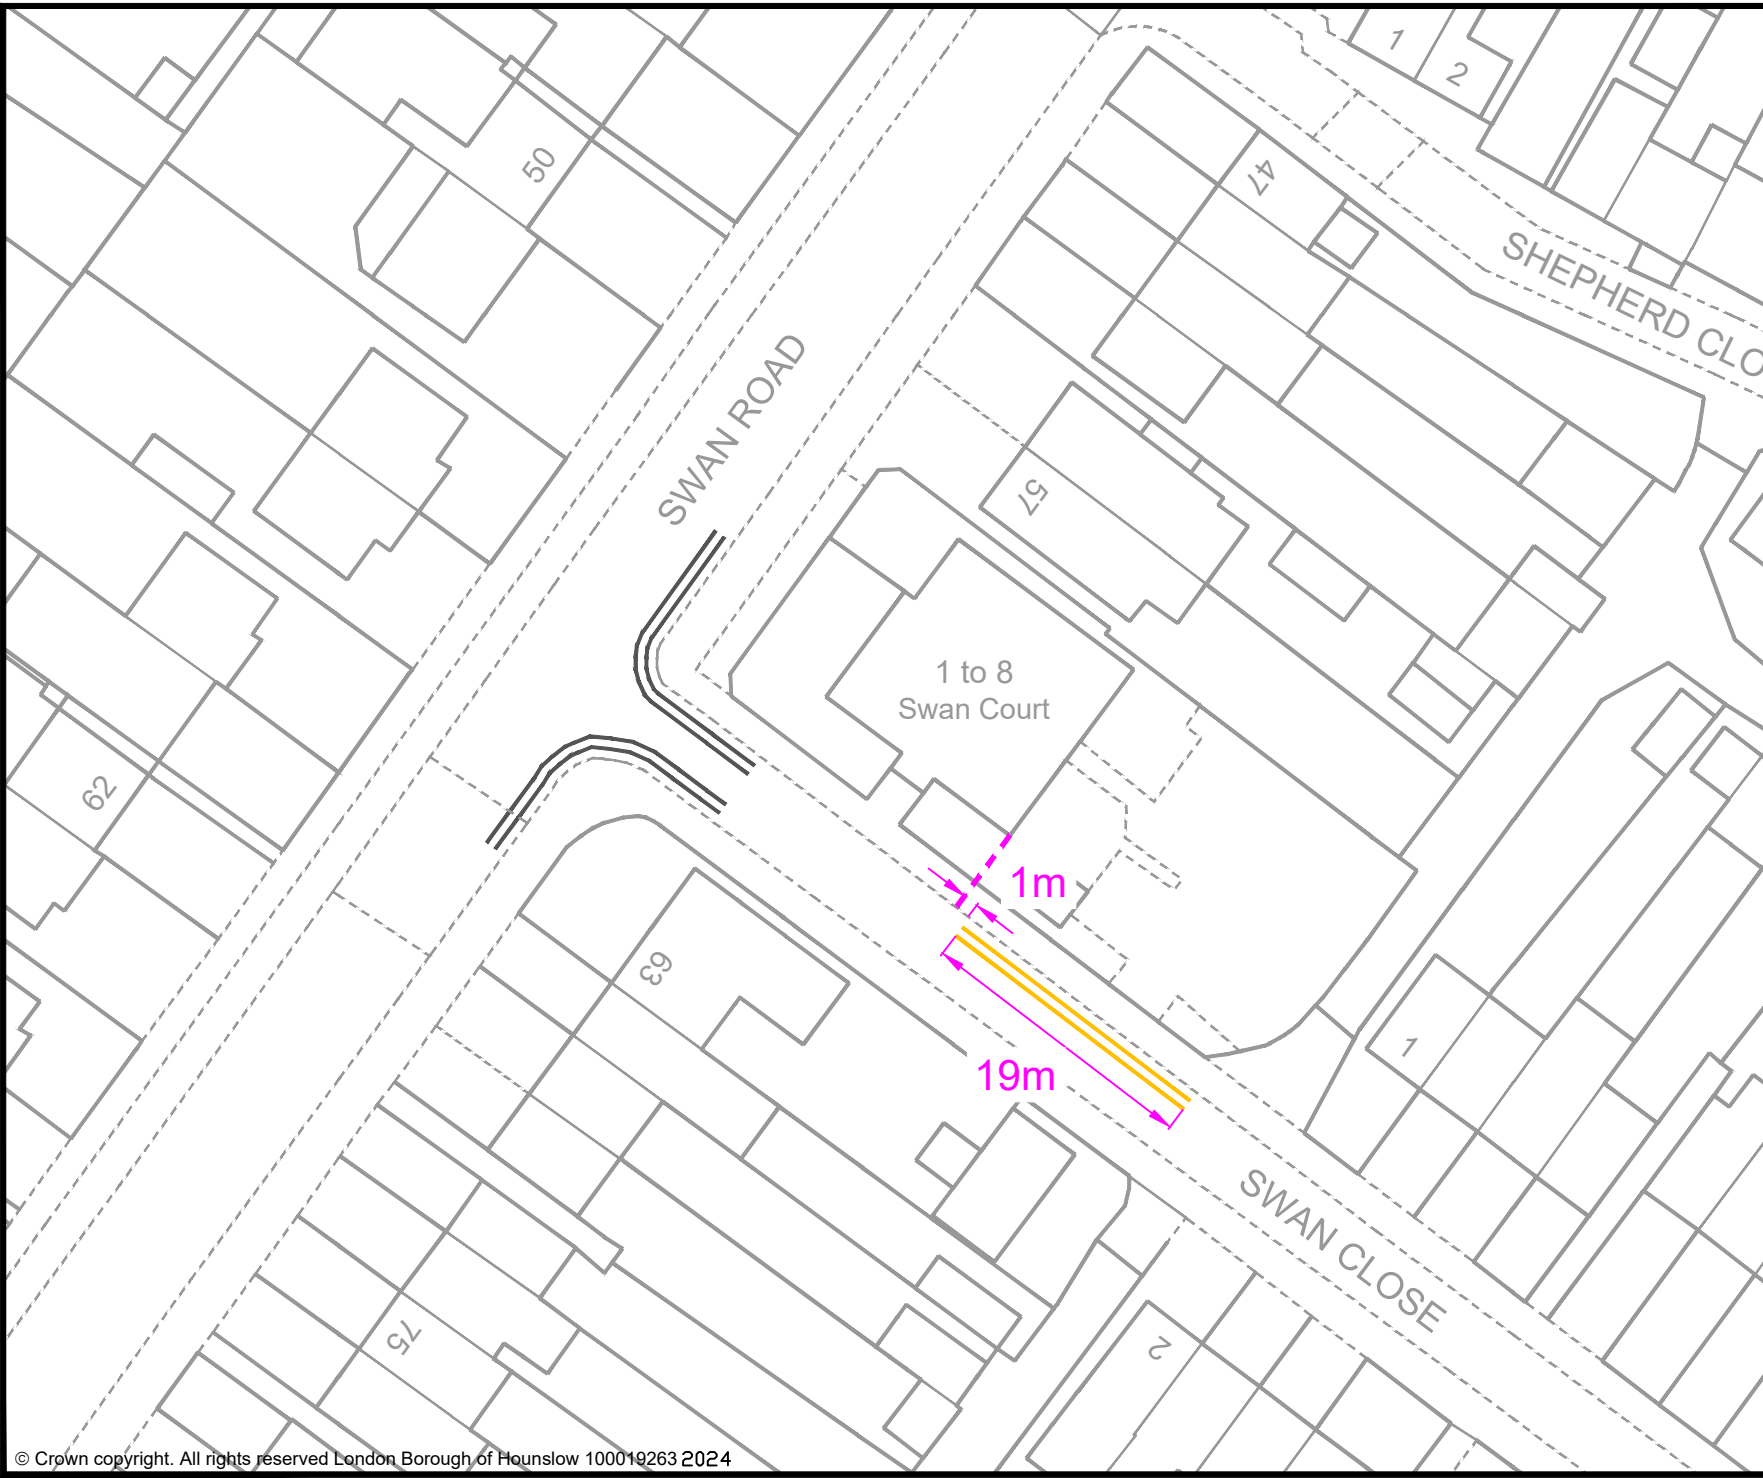 1
2
50
47
SHEPHERD CLO
SWAN ROAD
57
1 to 8
Swan Court
62
1m
63
19m
1
SWAN CLOSE
75
2
© Crown copyright. All rights reserved London Borough of Hounslow 100019263 2024